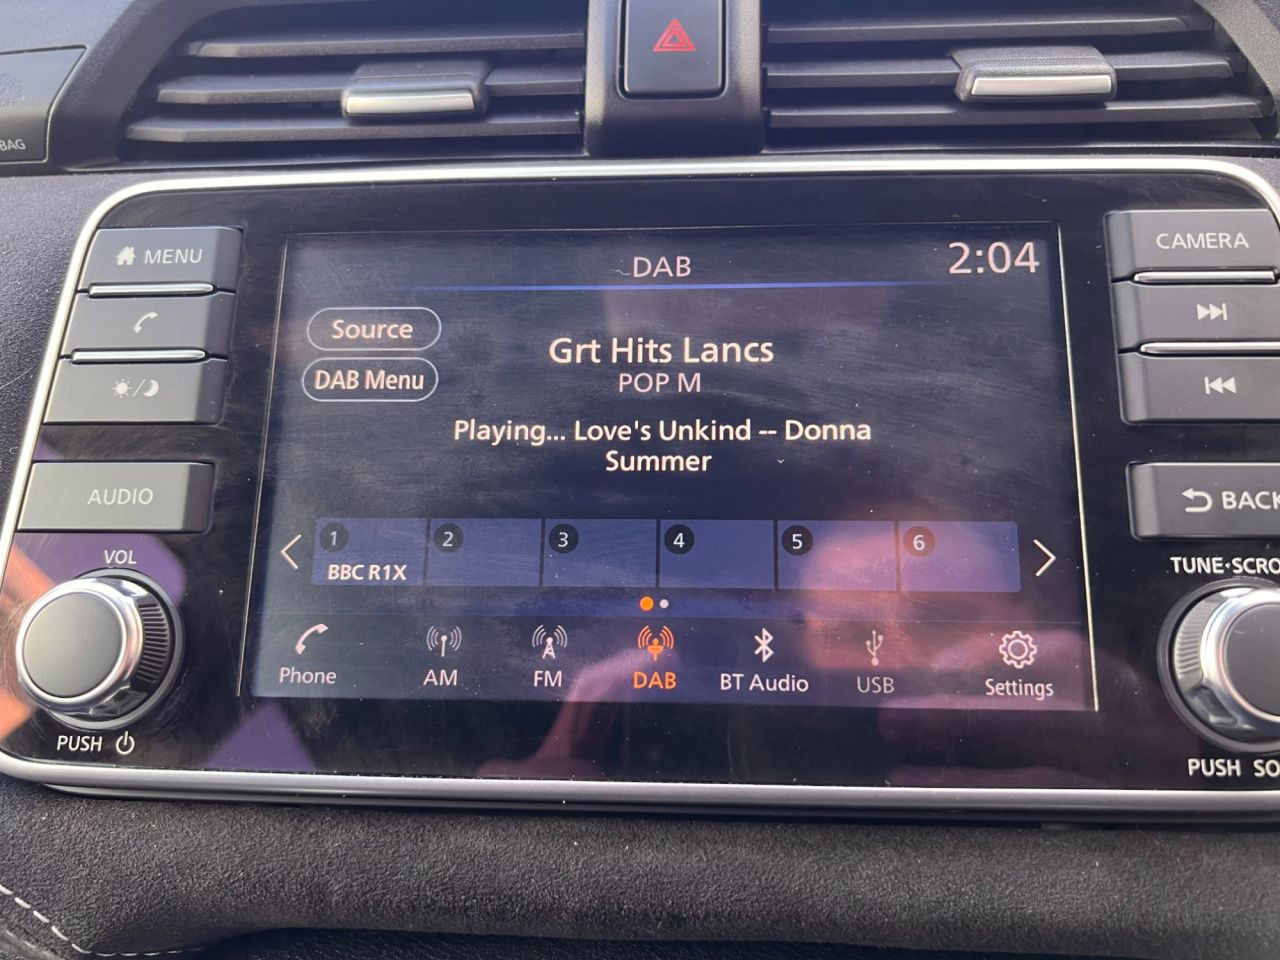 OFF
BAG
MENU
AUDIO
VOL
PUSH
DAB
2:04
Source
DAB Menu
Grt Hits Lancs
POP M
Playing... Love's Unkind -- Donna
Summer
1
2
3
4
5
6
BBC R1X
Phone
AM
FM
DAB
BT Audio
USB
Settings
CAMERA
BACK
TUNE·SCRO
PUSH SO